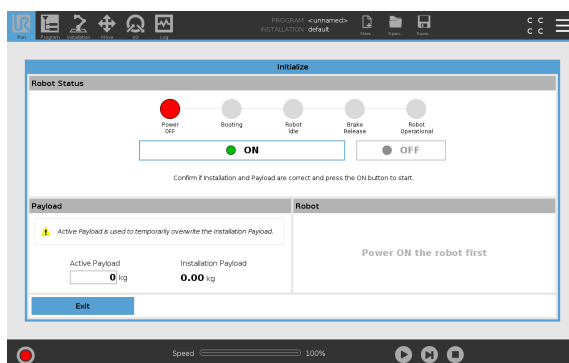 UR
Run
Program
Installation
Move
I/O
Log
PROGRAM <unnamed>
INSTALLATION default
New...
Open...
Save...
C C
C C
Initialize
Robot Status
Power
OFF
Booting
Robot
Idle
Brake
Release
Robot
Operational
ON
OFF
Confirm if Installation and Payload are correct and press the ON button to start.
Payload
Active Payload is used to temporarily overwrite the Installation Payload.
Active Payload
0 kg
Installation Payload
0.00 kg
Robot
Power ON the robot first
Exit
Speed
100%